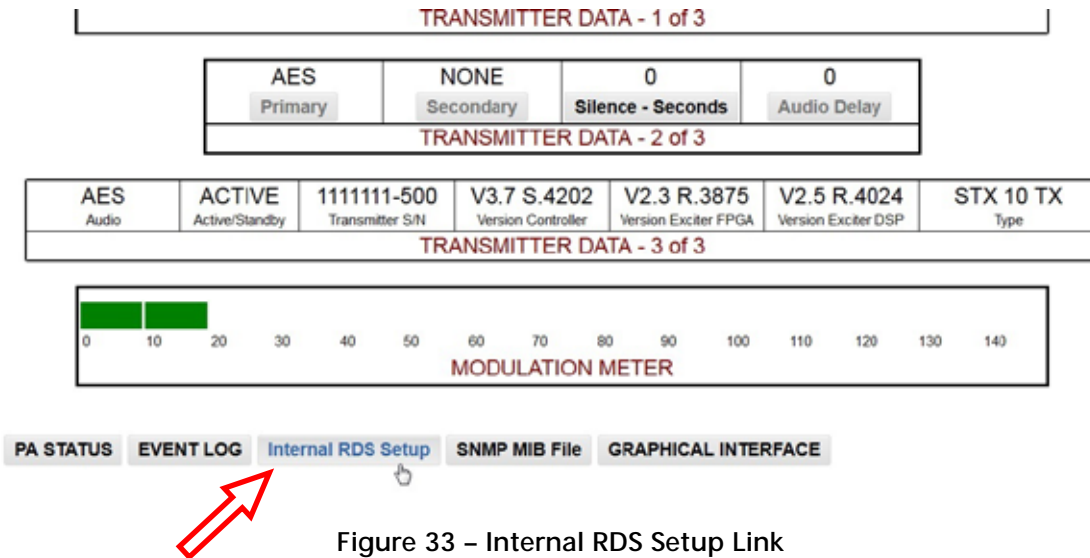 TRANSMITTER DATA - 1 of 3
AES NONE 0 0
Primary Secondary Silence - Seconds Audio Delay
TRANSMITTER DATA - 2 of 3
AES ACTIVE 1111111-500 V3.7 S.4202 V2.3 R.3875 V2.5 R.4024 STX 10 TX
Audio Active/Standby Transmitter S/N Version Controller Version Exciter FPGA Version Exciter DSP Type
TRANSMITTER DATA - 3 of 3
0 10 20 30 40 50 60 70 80 90 100 110 120 130 140
MODULATION METER
PA STATUS EVENT LOG Internal RDS Setup SNMP MIB File GRAPHICAL INTERFACE
Figure 33 – Internal RDS Setup Link